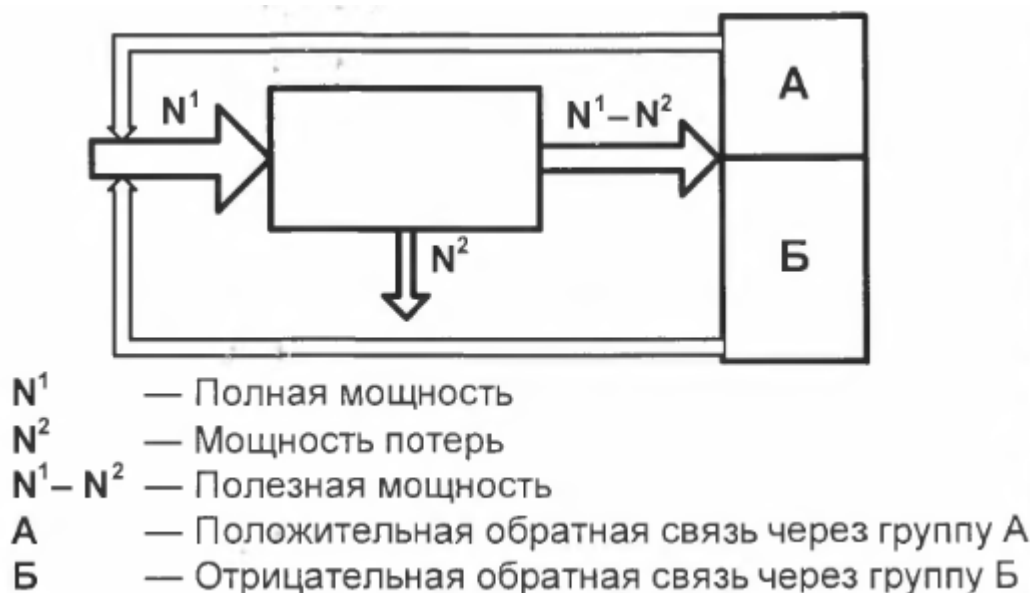 А
N¹
N¹– N²
N²
Б
N¹ — Полная мощность
N² — Мощность потерь
N¹– N² — Полезная мощность
А — Положительная обратная связь через группу А
Б — Отрицательная обратная связь через группу Б